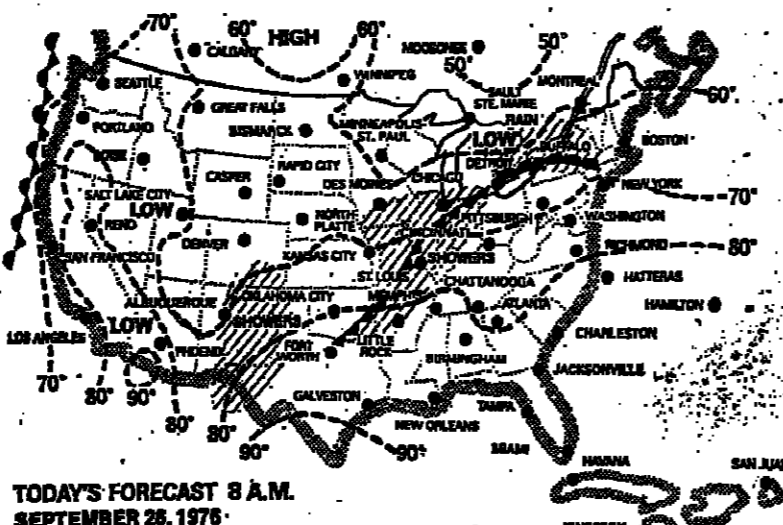 70° 60° HIGH 60° 50°
CALGARY MOOSONEE
50°
SEATTLE WINNIPEG SAULT STE. MARIE MONTREAL
60°
GREAT FALLS RAIN
PORTLAND BISMARCK MINNEAPOLIS ST. PAUL LOW BUFFALO BOSTON
DETROIT
RAPID CITY
CASPER DES MOINES CHICAGO NEW YORK
SALT LAKE CITY 70°
LOW NORTH PLATTE PITTSBURGH WASHINGTON
RENO CINCINNATI
DENVER RICHMOND 80°
SAN FRANCISCO KANSAS CITY SHOWERS
ST. LOUIS HATTERAS
CHATTANOOGA
ALBUQUERQUE OKLAHOMA CITY MEMPHIS ATLANTA HAMILTON
LOW SHOWERS
LOS ANGELES CHARLESTON
PHOENIX FORT WORTH LITTLE ROCK BIRMINGHAM
JACKSONVILLE
70° 80° 90° GALVESTON
80° 80° NEW ORLEANS TAMPA
90° 90° MIAMI
HAVANA SAN JUAN
TODAY'S FORECAST 8 A.M.
SEPTEMBER 26, 1976